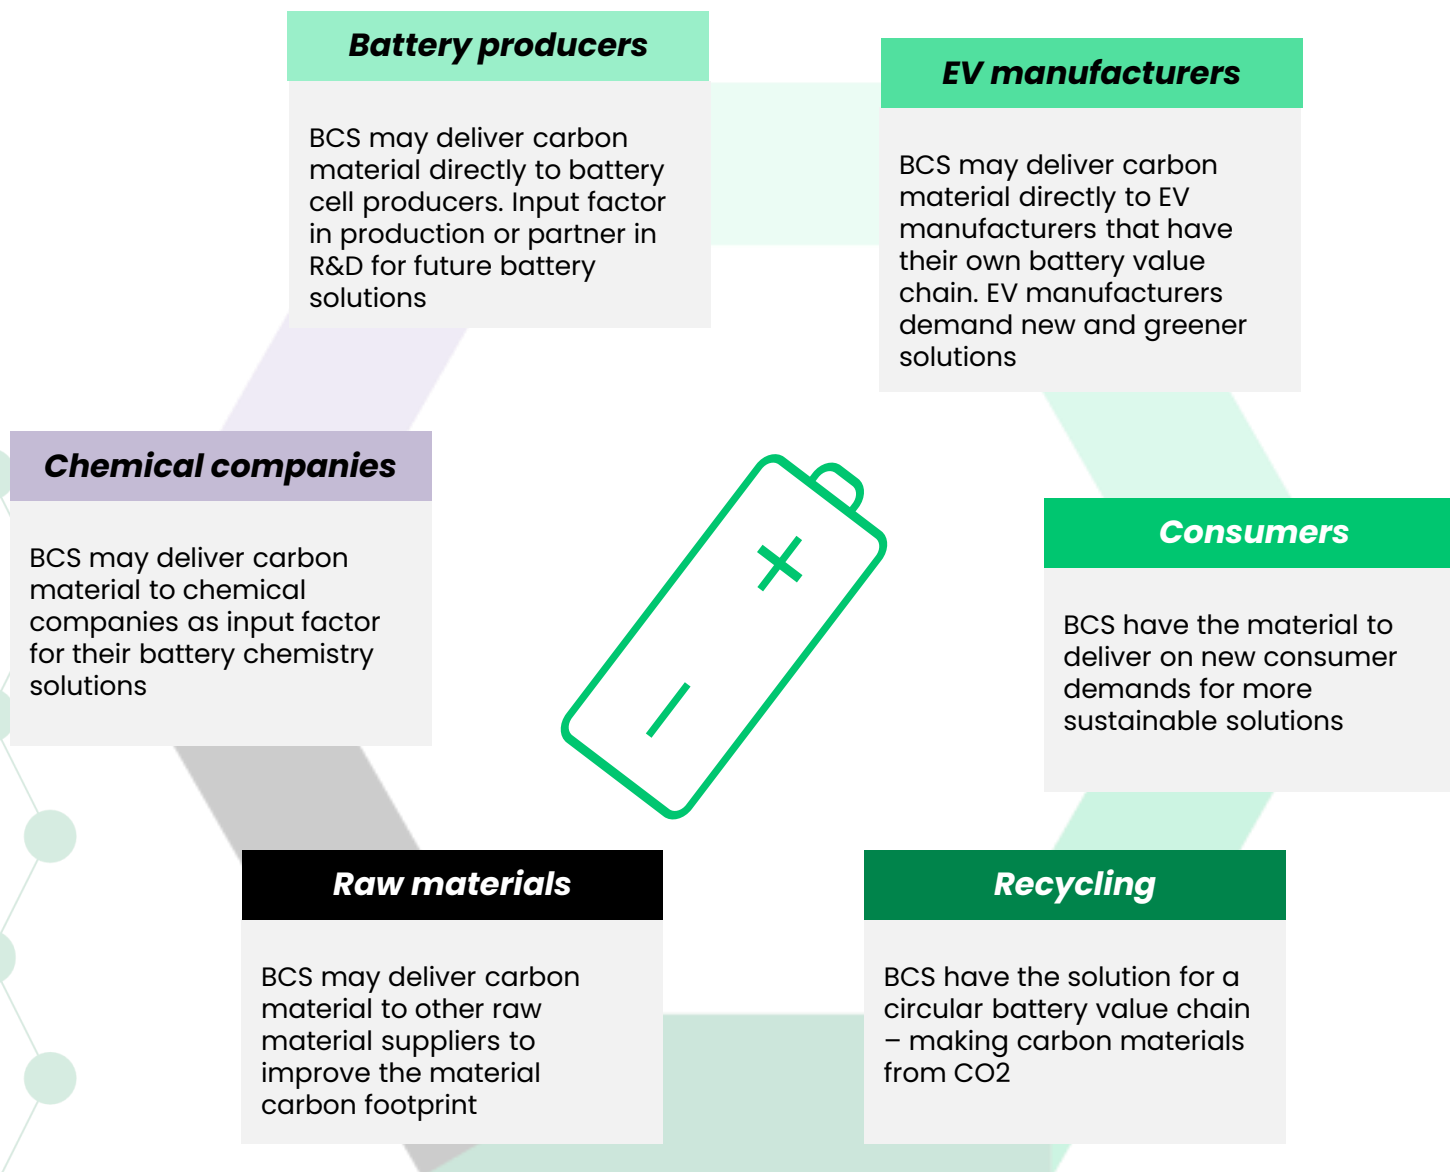 Battery producers
BCS may deliver carbon
material directly to battery
cell producers. Input factor
in production or partner in
R&D for future battery
solutions
EV manufacturers
BCS may deliver carbon
material directly to EV
manufacturers that have
their own battery value
chain. EV manufacturers
demand new and greener
solutions
Chemical companies
BCS may deliver carbon
material to chemical
companies as input factor
for their battery chemistry
solutions
Consumers
BCS have the material to
deliver on new consumer
demands for more
sustainable solutions
Raw materials
BCS may deliver carbon
material to other raw
material suppliers to
improve the material
carbon footprint
Recycling
BCS have the solution for a
circular battery value chain
– making carbon materials
from CO2